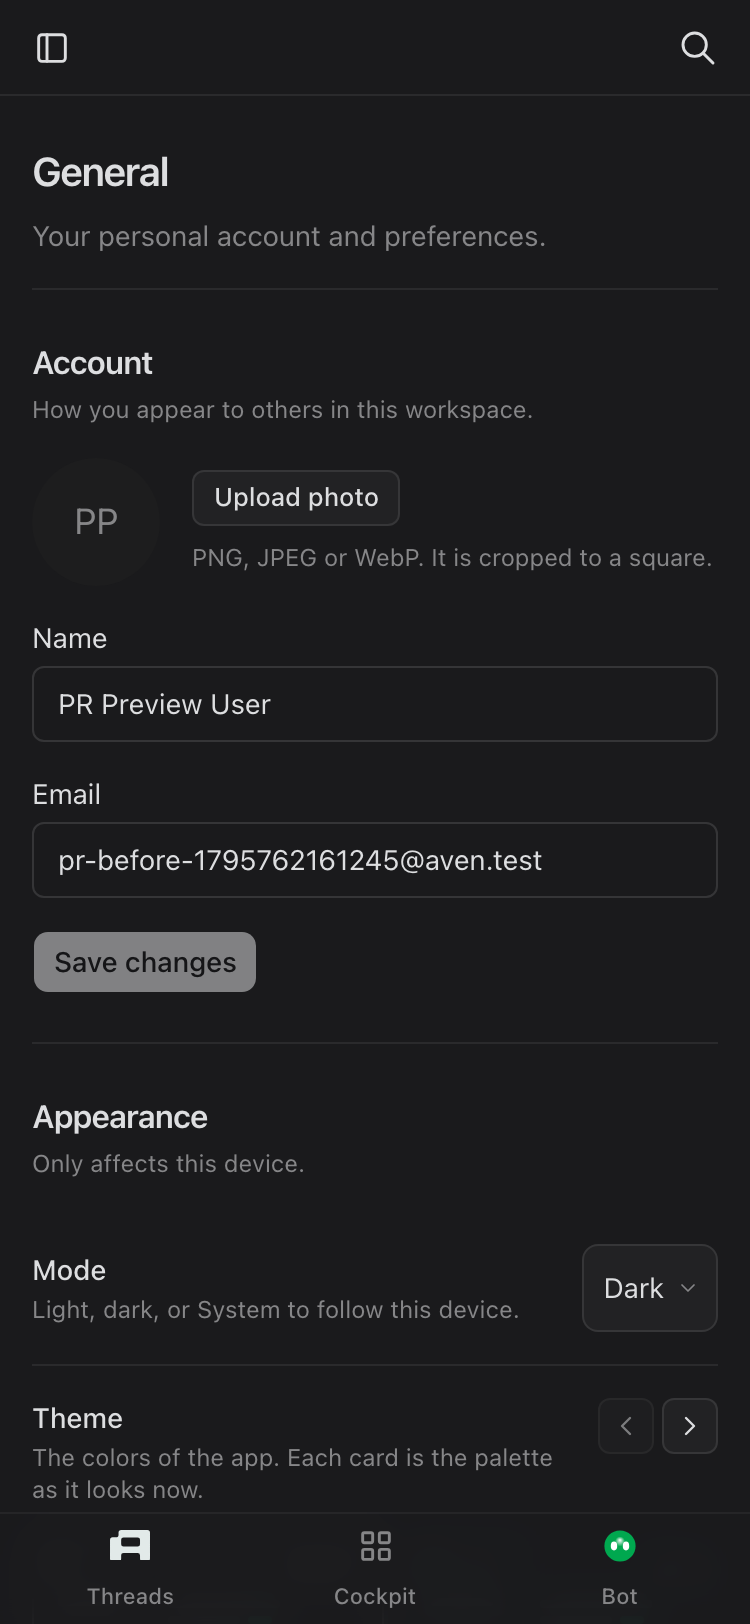 General
Your personal account and preferences.
Account
How you appear to others in this workspace.
PP
Upload photo
PNG, JPEG or WebP. It is cropped to a square.
Name
PR Preview User
Email
pr-before-1795762161245@aven.test
Save changes
Appearance
Only affects this device.
Mode
Light, dark, or System to follow this device.
Dark
Theme
The colors of the app. Each card is the palette
as it looks now.
Threads
Cockpit
Bot